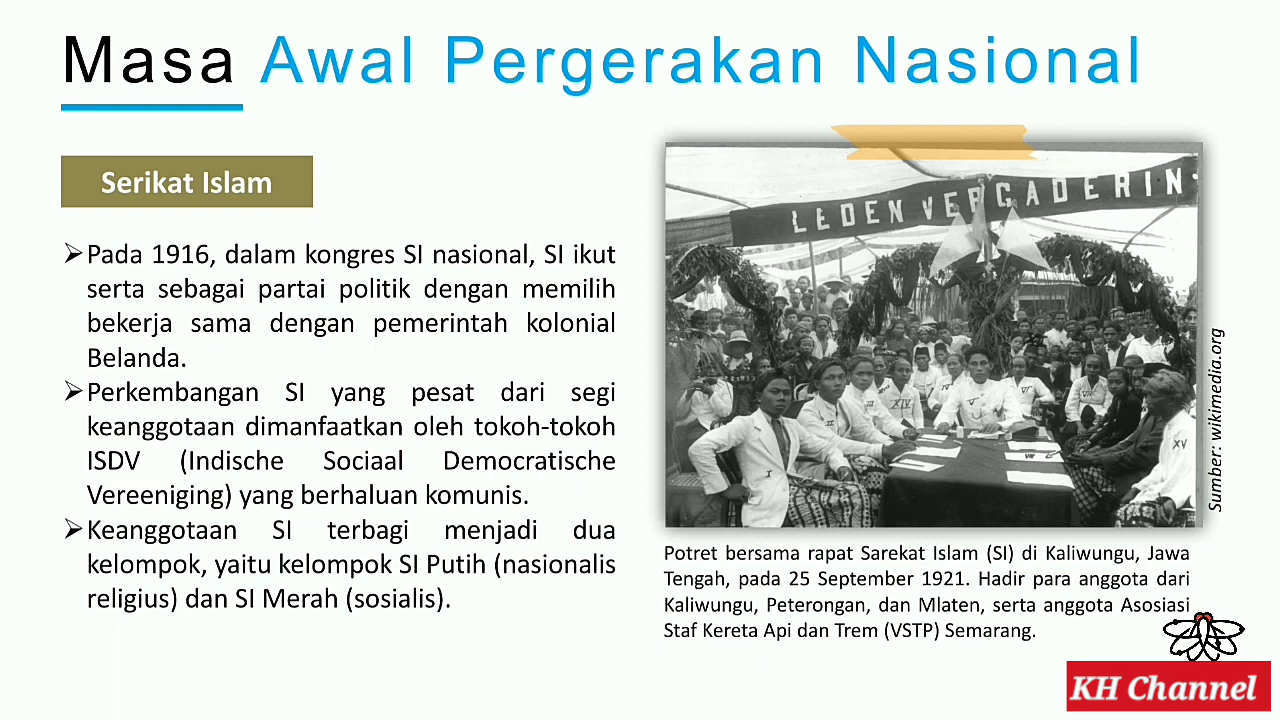 Masa Awal Pergerakan Nasional
Serikat Islam
Pada 1916, dalam kongres SI nasional, SI ikut
serta sebagai partai politik dengan memilih
bekerja sama dengan pemerintah kolonial
Belanda.
Perkembangan SI yang pesat dari segi
keanggotaan dimanfaatkan oleh tokoh-tokoh
ISDV (Indische Sociaal Democratische
Vereeniging) yang berhaluan komunis.
Keanggotaan SI terbagi menjadi dua
kelompok, yaitu kelompok SI Putih (nasionalis
religius) dan SI Merah (sosialis).
LEDEN VERGADERIN
I
III
XIV
V
VI
VII
XV
Sumber: wikimedia.org
Potret bersama rapat Sarekat Islam (SI) di Kaliwungu, Jawa
Tengah, pada 25 September 1921. Hadir para anggota dari
Kaliwungu, Peterongan, dan Mlaten, serta anggota Asosiasi
Staf Kereta Api dan Trem (VSTP) Semarang.
KH Channel